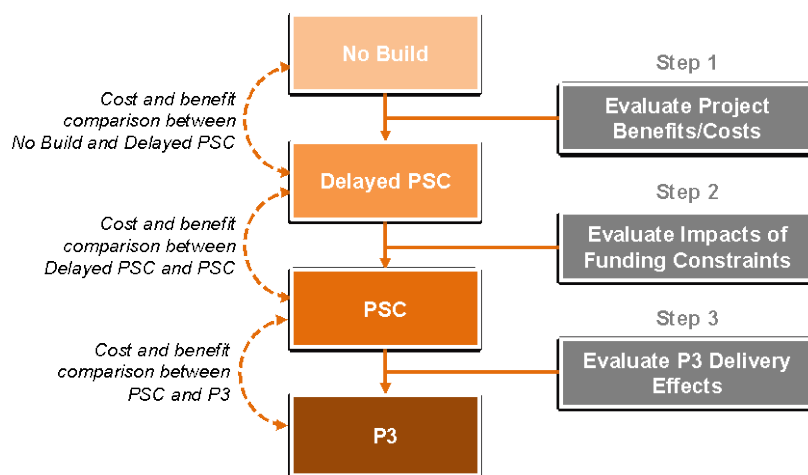 No Build
Step 1
Cost and benefit
comparison between
No Build and Delayed PSC
Evaluate Project
Benefits/Costs
Delayed PSC
Step 2
Cost and benefit
comparison between
Delayed PSC and PSC
Evaluate Impacts of
Funding Constraints
PSC
Step 3
Cost and benefit
comparison between
PSC and P3
Evaluate P3 Delivery
Effects
P3